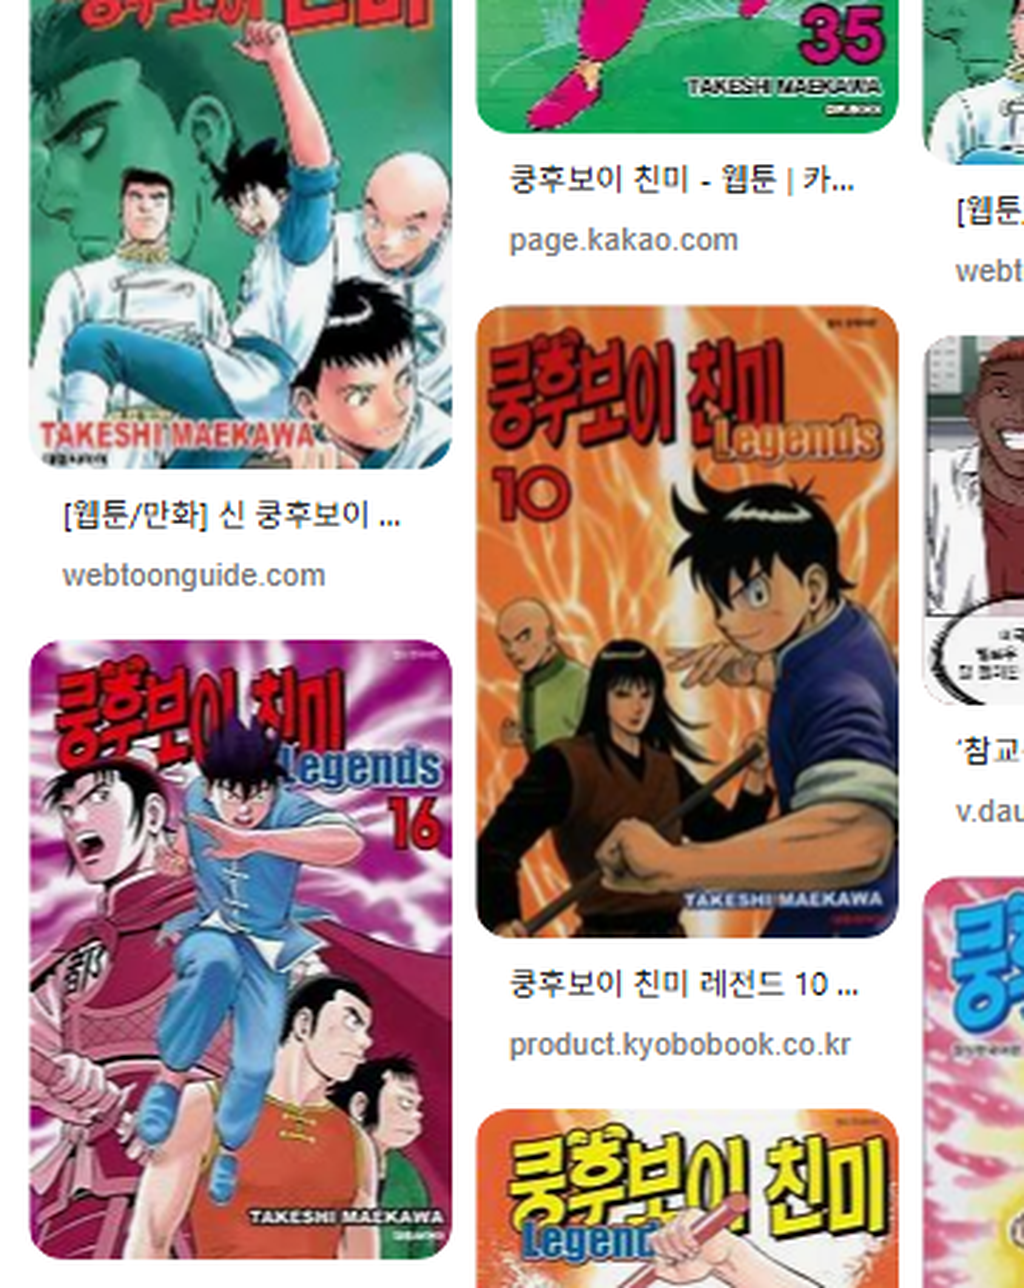 TAKESHI MAEKAWA
[웹툰/만화] 신 쿵후보이 ...
webtoonguide.com
쿵후보이 친미
Legends
16
都
TAKESHI MAEKAWA
35
TAKESHI MAEKAWA
쿵후보이 친미 - 웹툰 | 카...
page.kakao.com
쿵후보이 친미
Legends
10
TAKESHI MAEKAWA
쿵후보이 친미 레전드 10 ...
product.kyobobook.co.kr
쿵후보이 친미
Legend
[웹툰
webt
'참교
v.dau
쿵